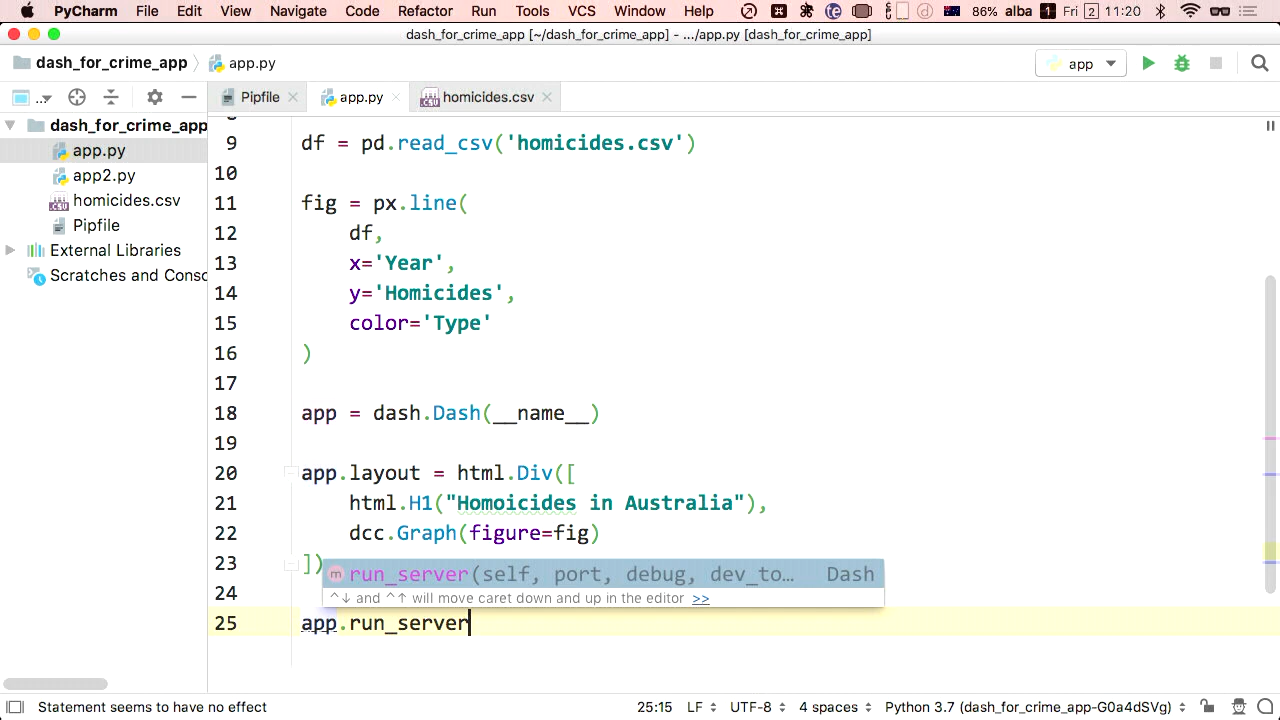 PyCharm File Edit View Navigate Code Refactor Run Tools VCS Window Help te 86% alba 1 Fri 2 11:20
dash_for_crime_app [~/dash_for_crime_app] - .../app.py [dash_for_crime_app]
dash_for_crime_app app.py app
... Pipfile app.py homicides.csv
dash_for_crime_app
app.py
app2.py
homicides.csv
Pipfile
External Libraries
Scratches and Consc
9 df = pd.read_csv('homicides.csv')
10
11 fig = px.line(
12 df,
13 x='Year',
14 y='Homicides',
15 color='Type'
16 )
17
18 app = dash.Dash(__name__)
19
20 app.layout = html.Div([
21 html.H1("Homoicides in Australia"),
22 dcc.Graph(figure=fig)
23 ])
m run_server(self, port, debug, dev_to... Dash
^↓ and ^↑ will move caret down and up in the editor >>
24
25 app.run_server
Statement seems to have no effect 25:15 LF UTF-8 4 spaces Python 3.7 (dash_for_crime_app-G0a4dSVg)